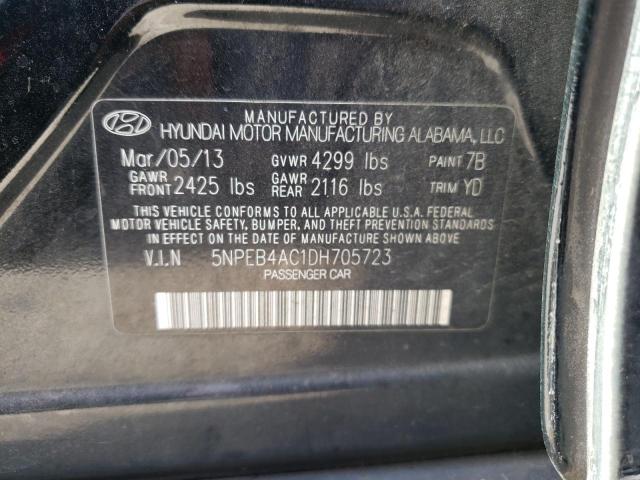 MANUFACTURED BY
HYUNDAI MOTOR MANUFACTURING ALABAMA, LLC
Mar/05/13 GVWR 4299 lbs PAINT 7B
GAWR FRONT 2425 lbs GAWR REAR 2116 lbs TRIM YD
THIS VEHICLE CONFORMS TO ALL APPLICABLE U.S.A. FEDERAL
MOTOR VEHICLE SAFETY, BUMPER, AND THEFT PREVENTION STANDARDS
IN EFFECT ON THE DATE OF MANUFACTURE SHOWN ABOVE.
V.I.N 5NPEB4AC1DH705723
PASSENGER CAR